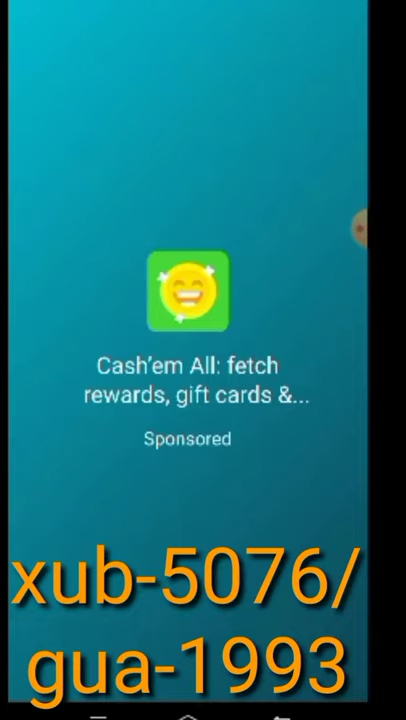 Cash'em All: fetch
rewards, gift cards &...
Sponsored
xub-5076/
gua-1993